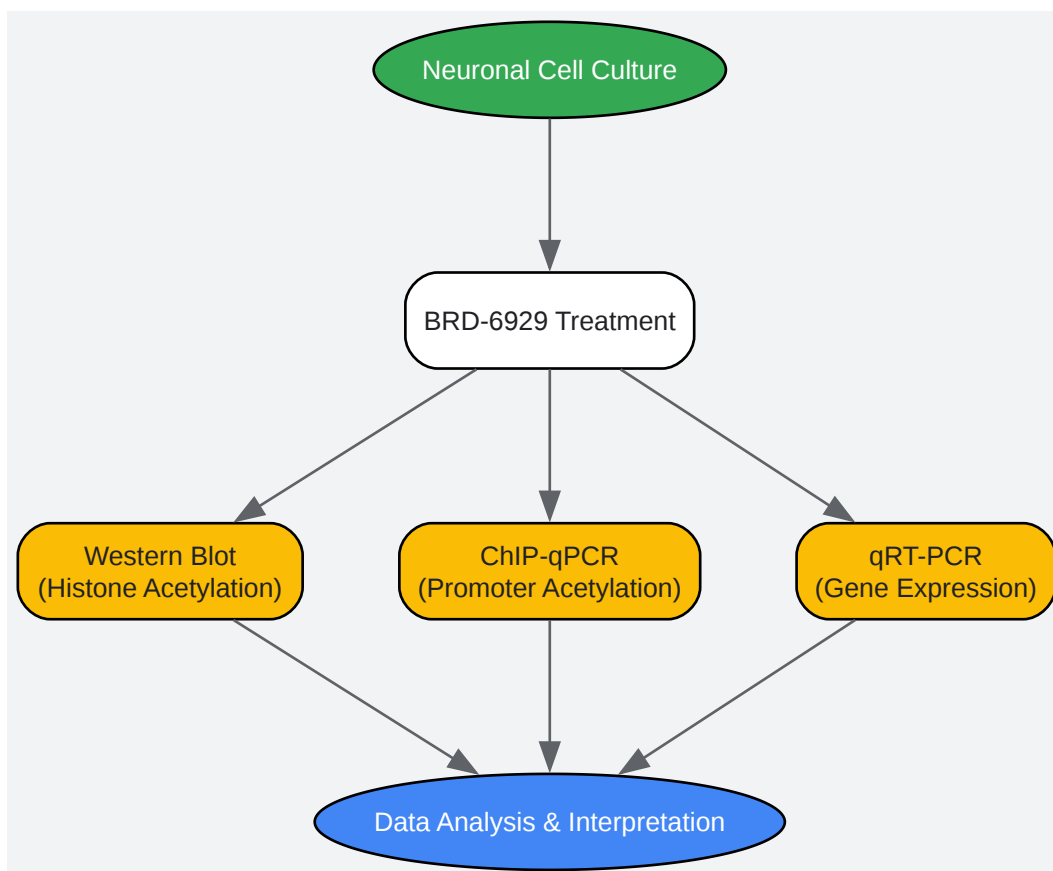 Neuronal Cell Culture
BRD-6929 Treatment
Western Blot
(Histone Acetylation)
ChIP-qPCR
(Promoter Acetylation)
qRT-PCR
(Gene Expression)
Data Analysis & Interpretation